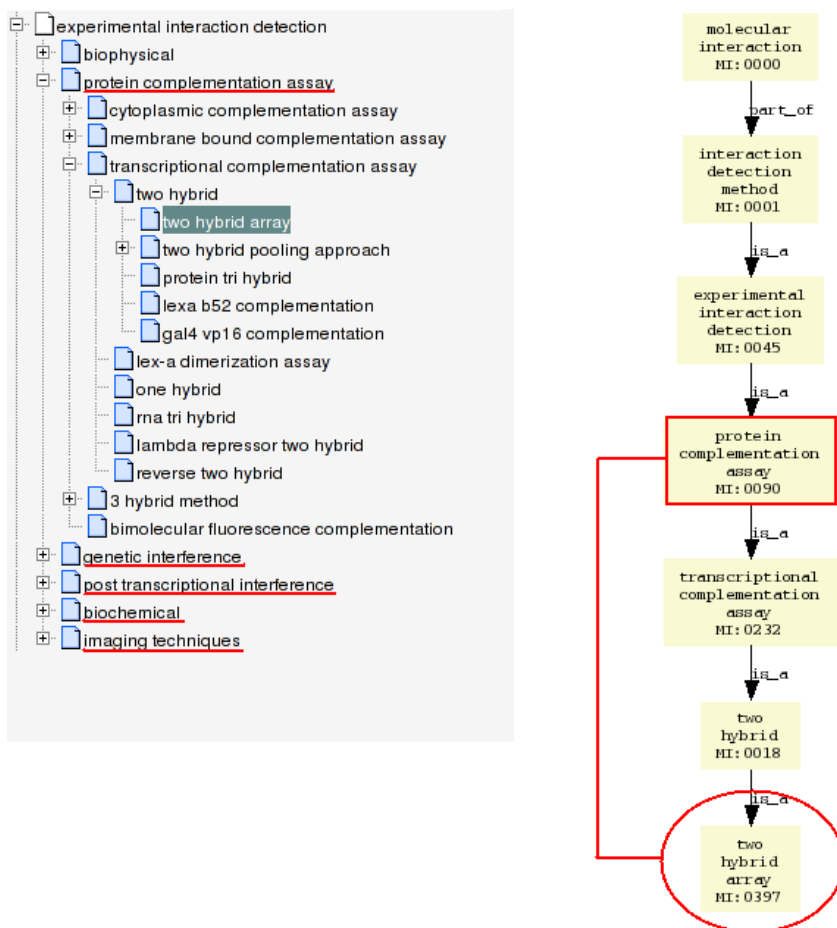 experimental interaction detection
biophysical
protein complementation assay
cytoplasmic complementation assay
membrane bound complementation assay
transcriptional complementation assay
two hybrid
two hybrid array
two hybrid pooling approach
protein tri hybrid
lexa b52 complementation
gal4 vp16 complementation
lex-a dimerization assay
one hybrid
rna tri hybrid
lambda repressor two hybrid
reverse two hybrid
3 hybrid method
bimolecular fluorescence complementation
genetic interference
post transcriptional interference
biochemical
imaging techniques
molecular
interaction
MI:0000
part_of
interaction
detection
method
MI:0001
is_a
experimental
interaction
detection
MI:0045
is_a
protein
complementation
assay
MI:0090
is_a
transcriptional
complementation
assay
MI:0232
is_a
two
hybrid
MI:0018
is_a
two
hybrid
array
MI:0397